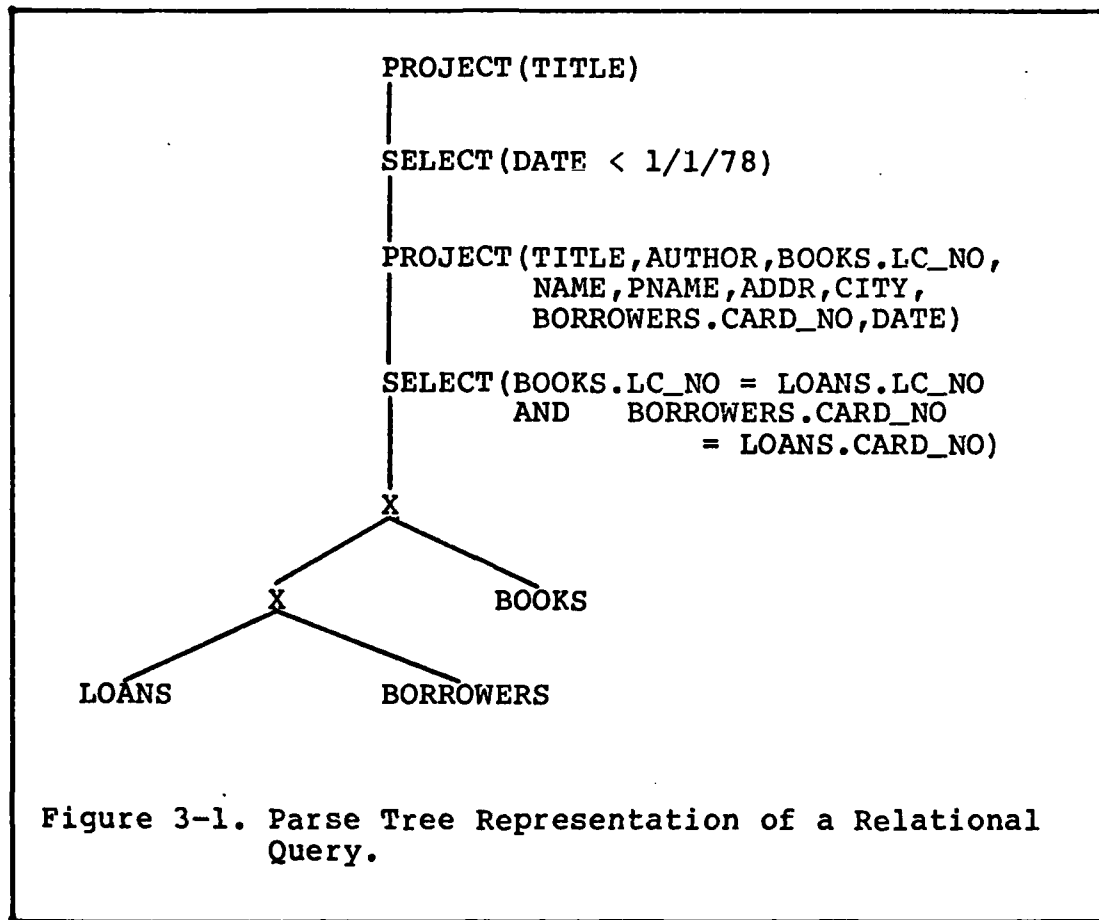 PROJECT(TITLE)
SELECT(DATE < 1/1/78)
PROJECT(TITLE,AUTHOR,BOOKS.LC_NO,
NAME,PNAME,ADDR,CITY,
BORROWERS.CARD_NO,DATE)
SELECT(BOOKS.LC_NO = LOANS.LC_NO
AND BORROWERS.CARD_NO
= LOANS.CARD_NO)
X
X BOOKS
LOANS BORROWERS
Figure 3-1. Parse Tree Representation of a Relational
Query.